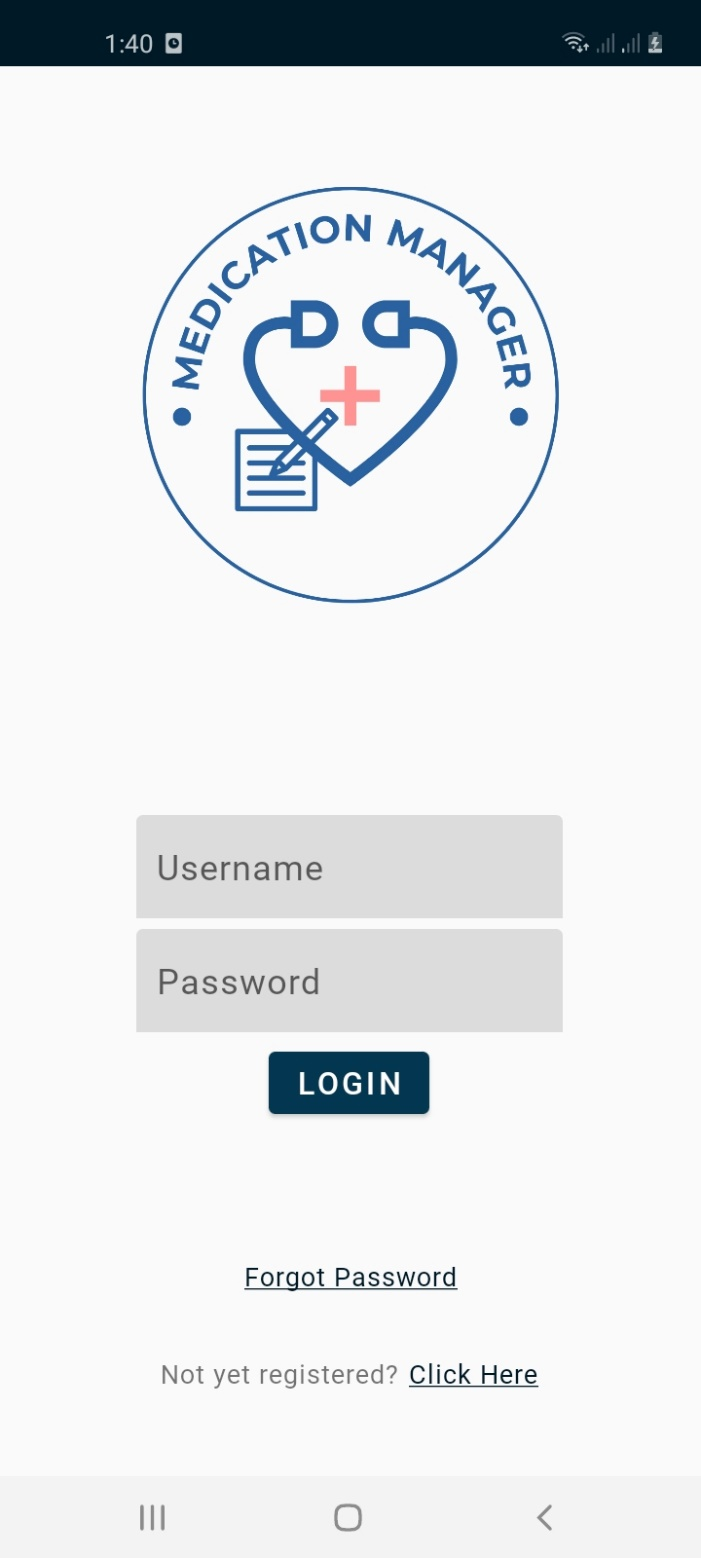 1:40
MEDICATION MANAGER
Username
Password
LOGIN
Forgot Password
Not yet registered? Click Here